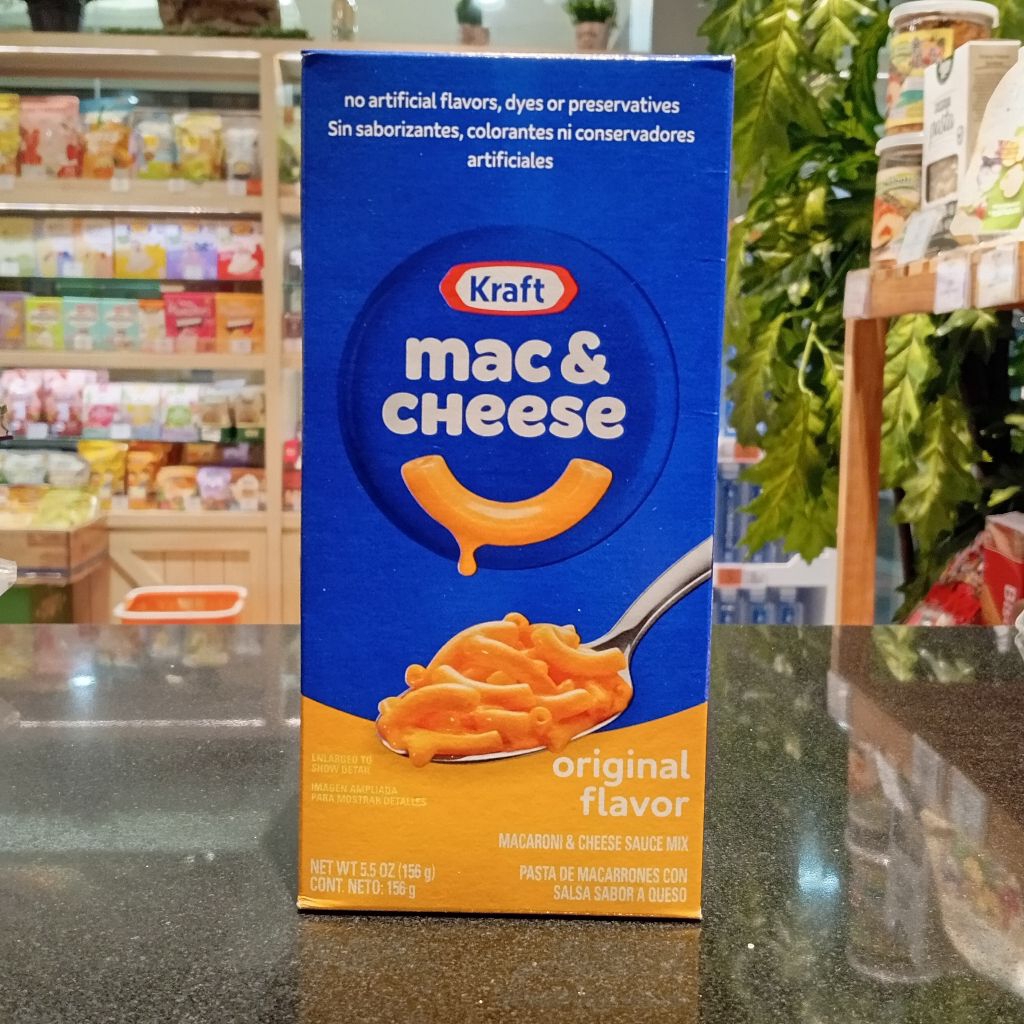 no artificial flavors, dyes or preservatives
Sin saborizantes, colorantes ni conservadores
artificiales
Kraft
mac &
cheese
ENLARGED TO
SHOW DETAIL
IMAGEN AMPLIADA
PARA MOSTRAR DETALLES
original
flavor
MACARONI & CHEESE SAUCE MIX
PASTA DE MACARRONES CON
SALSA SABOR A QUESO
NET WT 5.5 OZ (156 g)
CONT. NETO: 156 g
pasta